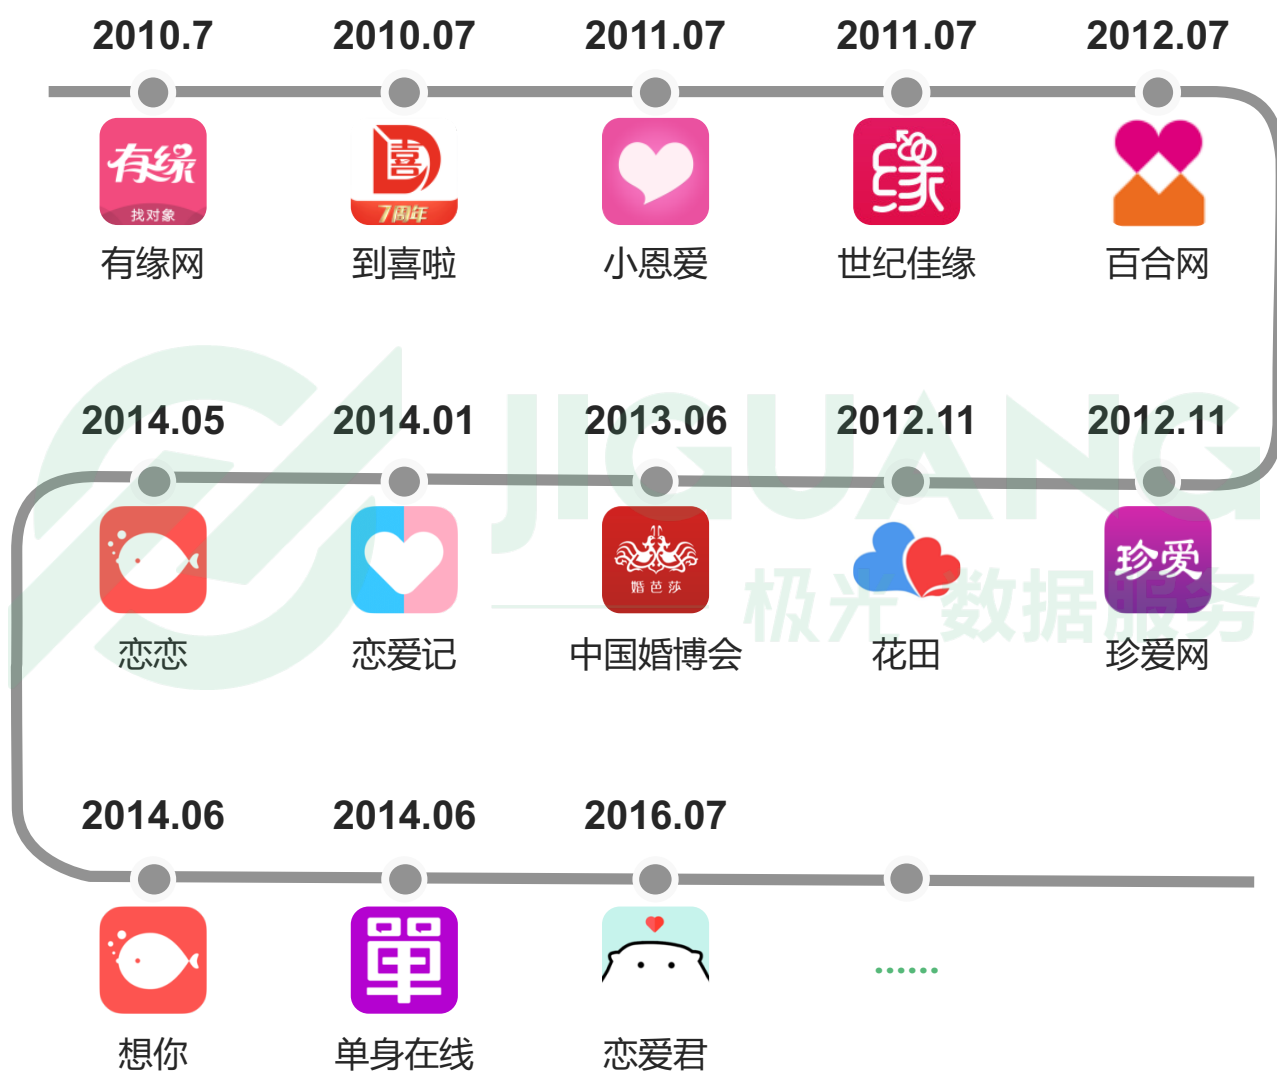 2010.7 2010.07 2011.07 2011.07 2012.07
有缘 找对象 喜 7周年 缘
有缘网 到喜啦 小恩爱 世纪佳缘 百合网
JIGUANG
极光 数据服务
2014.05 2014.01 2013.06 2012.11 2012.11
婚芭莎 珍爱
恋恋 恋爱记 中国婚博会 花田 珍爱网
2014.06 2014.06 2016.07
單 ······
想你 单身在线 恋爱君